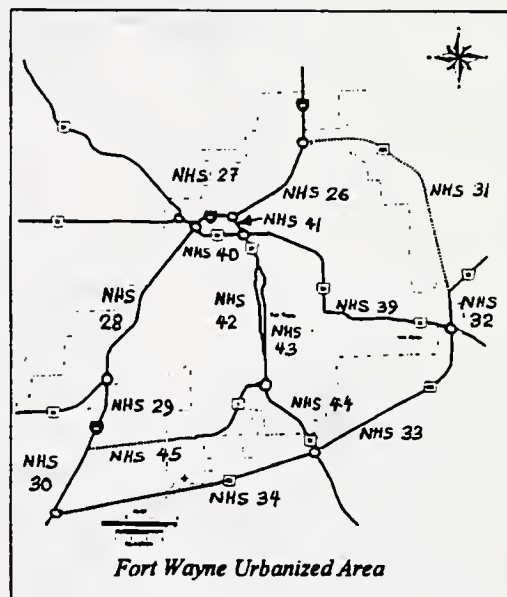 NHS 27
NHS 26
NHS 31
NHS 41
NHS 40
NHS 28
NHS 42
NHS 43
NHS 39
NHS 32
NHS 29
NHS 44
NHS 33
NHS 45
NHS 30
NHS 34
Fort Wayne Urbanized Area